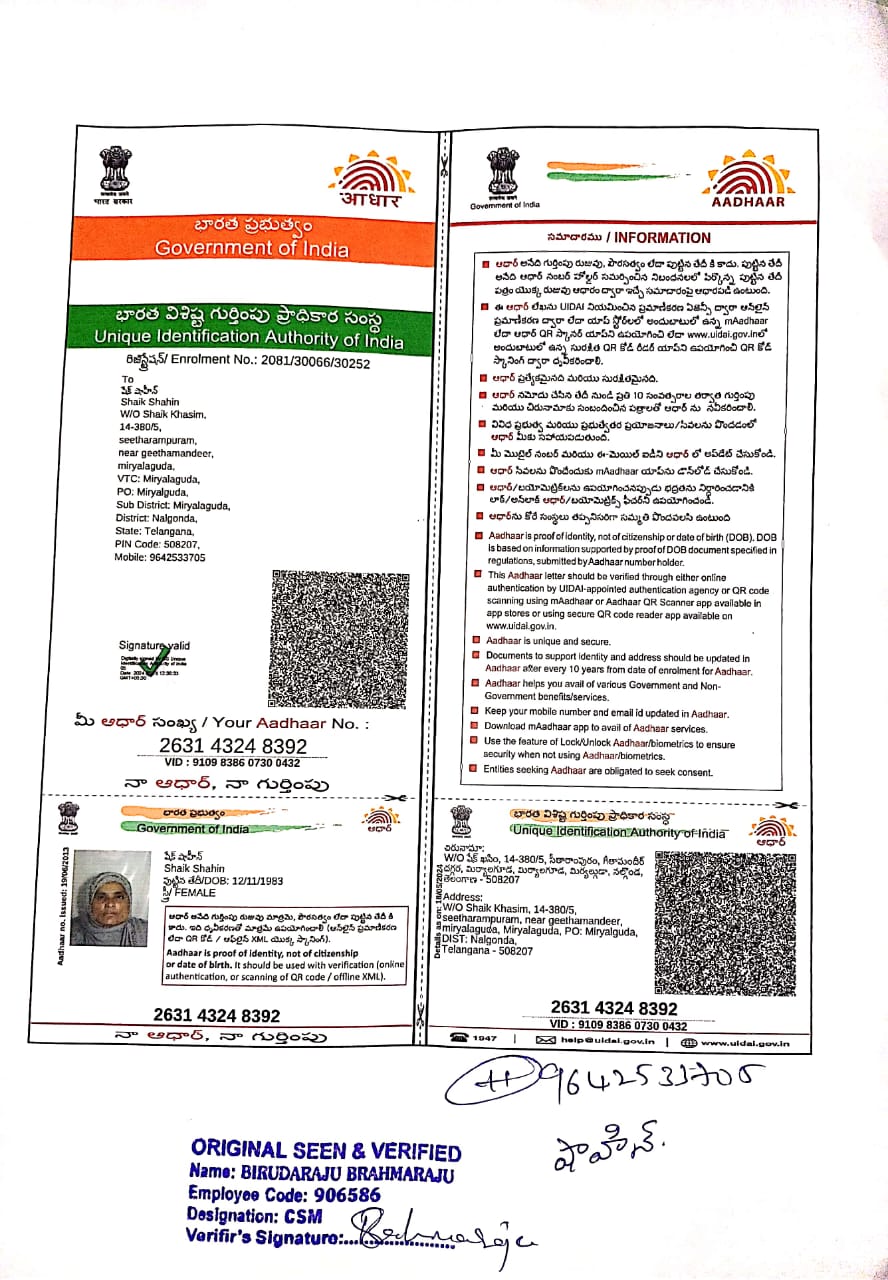 भारत सरकार
आधार
భారత ప్రభుత్వం
Government of India
భారత విశిష్ట గుర్తింపు ప్రాధికార సంస్థ
Unique Identification Authority of India
రిజిస్ట్రేషన్/ Enrolment No.: 2081/30066/30252
To
షేక్ షాహీన్
Shaik Shahin
W/O Shaik Khasim,
14-380/5,
seetharampuram,
near geethamandeer,
miryalaguda,
VTC: Miryalaguda,
PO: Miryalguda,
Sub District: Miryalaguda,
District: Nalgonda,
State: Telangana,
PIN Code: 508207,
Mobile: 9642533705
Signature valid
మీ ఆధార్ సంఖ్య / Your Aadhaar No. :
2631 4324 8392
VID : 9109 8386 0730 0432
నా ఆధార్, నా గుర్తింపు
Government of India
AADHAAR
సమాచారము / INFORMATION
ఆధార్ అనేది గుర్తింపు రుజువు, పౌరసత్వం లేదా పుట్టిన తేదీ కి కాదు. పుట్టిన తేదీ
అనేది ఆధార్ నంబర్ హోల్డర్ సమర్పించిన నిబంధనలలో పేర్కొన్న పుట్టిన తేదీ
పత్రం యొక్క రుజువు ఆధారం ద్వారా ఇచ్చే సమాచారంపై ఆధారపడి ఉంటుంది.
ఈ ఆధార్ లేఖను UIDAI నియమించిన ప్రమాణీకరణ ఏజెన్సీ ద్వారా ఆన్‌లైన్
ప్రమాణీకరణ ద్వారా లేదా యాప్ స్టోర్‌లలో అందుబాటులో ఉన్న mAadhaar
లేదా ఆధార్ QR స్కానర్ యాప్‌ని ఉపయోగించి లేదా www.uidai.gov.inలో
అందుబాటులో ఉన్న సురక్షిత QR కోడ్ రీడర్ యాప్‌ని ఉపయోగించి QR కోడ్
స్కానింగ్ ద్వారా ధృవీకరించాలి.
ఆధార్ ప్రత్యేకమైనది మరియు సురక్షితమైనది.
ఆధార్ నమోదు చేసిన తేదీ నుండి ప్రతి 10 సంవత్సరాల తర్వాత గుర్తింపు
మరియు చిరునామాకు సంబంధించిన పత్రాలతో ఆధార్ ను నవీకరించాలి.
వివిధ ప్రభుత్వ మరియు ప్రభుత్వేతర ప్రయోజనాలు/సేవలను పొందడంలో
ఆధార్ మీకు సహాయపడుతుంది.
మీ మొబైల్ నంబర్ మరియు ఈ-మెయిల్ ఐడీని ఆధార్ లో అప్‌డేట్ చేసుకోండి.
ఆధార్ సేవలను పొందేందుకు mAadhaar యాప్‌ను డౌన్‌లోడ్ చేసుకోండి.
ఆధార్/బయోమెట్రిక్‌లను ఉపయోగించనప్పుడు భద్రతను నిర్ధారించడానికి
లాక్/అన్‌లాక్ ఆధార్/బయోమెట్రిక్స్ ఫీచర్‌ని ఉపయోగించండి.
ఆధార్‌ను కోరే సంస్థలు తప్పనిసరిగా సమ్మతి పొందవలసి ఉంటుంది
Aadhaar is proof of identity, not of citizenship or date of birth (DOB). DOB
is based on information supported by proof of DOB document specified in
regulations, submitted by Aadhaar number holder.
This Aadhaar letter should be verified through either online
authentication by UIDAI-appointed authentication agency or QR code
scanning using mAadhaar or Aadhaar QR Scanner app available in
app stores or using secure QR code reader app available on
www.uidai.gov.in.
Aadhaar is unique and secure.
Documents to support identity and address should be updated in
Aadhaar after every 10 years from date of enrolment for Aadhaar.
Aadhaar helps you avail of various Government and Non-
Government benefits/services.
Keep your mobile number and email id updated in Aadhaar.
Download mAadhaar app to avail of Aadhaar services.
Use the feature of Lock/Unlock Aadhaar/biometrics to ensure
security when not using Aadhaar/biometrics.
Entities seeking Aadhaar are obligated to seek consent.
భారత ప్రభుత్వం
Government of India
ఆధార్
Aadhaar no. issued: 19/06/2013
షేక్ షాహీన్
Shaik Shahin
పుట్టిన తేదీ/DOB: 12/11/1983
స్త్రీ/ FEMALE
ఆధార్ అనేది గుర్తింపు రుజువు మాత్రమే, పౌరసత్వం లేదా పుట్టిన తేదీ కి
కాదు. ఇది ధృవీకరణతో మాత్రమే ఉపయోగించాలి (ఆన్‌లైన్ ప్రమాణీకరణ
లేదా QR కోడ్ / ఆఫ్‌లైన్ XML యొక్క స్కానింగ్).
Aadhaar is proof of identity, not of citizenship
or date of birth. It should be used with verification (online
authentication, or scanning of QR code / offline XML).
2631 4324 8392
నా ఆధార్, నా గుర్తింపు
భారత విశిష్ట గుర్తింపు ప్రాధికార సంస్థ
Unique Identification Authority of India
ఆధార్
Details as on: 18/05/2024
చిరునామా:
W/O షేక్ ఖసిం, 14-380/5, సీతారాంపురం, గీతామందీర్
దగ్గర, మిర్యాలగూడ, మిర్యాలగూడ, మిర్యల్గుడా, నల్గొండ,
తెలంగాణ - 508207
Address:
W/O Shaik Khasim, 14-380/5,
seetharampuram, near geethamandeer,
miryalaguda, Miryalaguda, PO: Miryalguda,
DIST: Nalgonda,
Telangana - 508207
2631 4324 8392
VID : 9109 8386 0730 0432
1947 | help@uidai.gov.in | www.uidai.gov.in
9642533705
షాహిన్.
ORIGINAL SEEN & VERIFIED
Name: BIRUDARAJU BRAHMARAJU
Employee Code: 906586
Designation: CSM
Verifir's Signature: